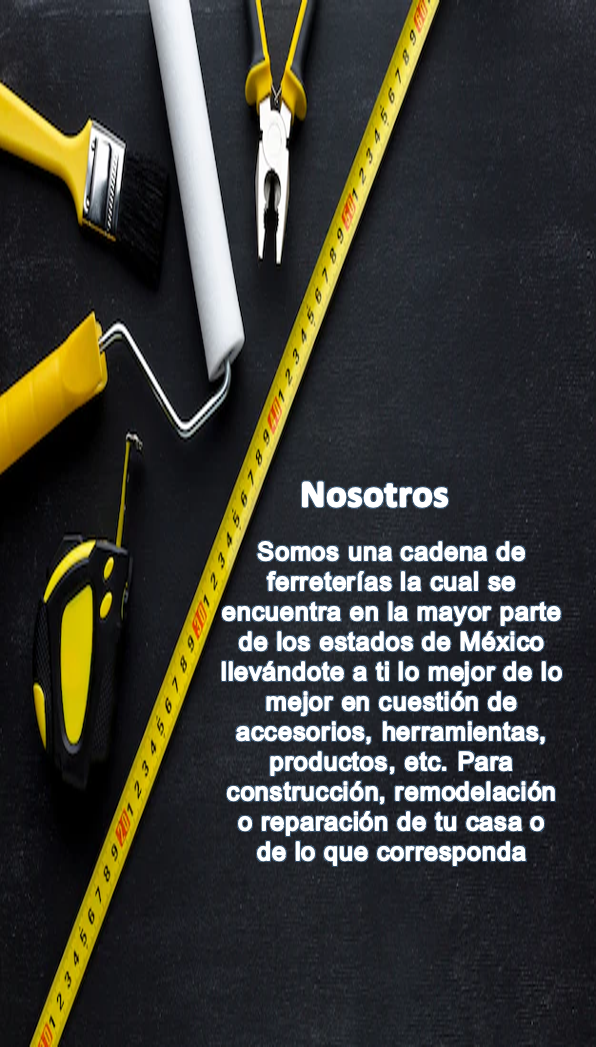 Nosotros
Somos una cadena de
ferreterías la cual se
encuentra en la mayor parte
de los estados de México
llevándote a ti lo mejor de lo
mejor en cuestión de
accesorios, herramientas,
productos, etc. Para
construcción, remodelación
o reparación de tu casa o
de lo que corresponda